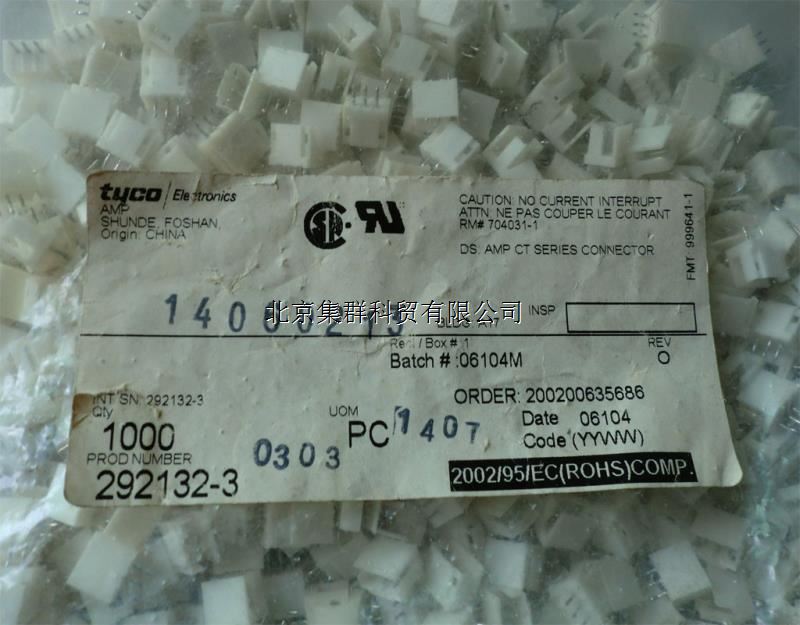 tyco / Electronics
AMP
SHUNDE, FOSHAN,
Origin: CHINA
CAUTION: NO CURRENT INTERRUPT
ATTN: NE PAS COUPER LE COURANT
RM# 704031-1
DS: AMP CT SERIES CONNECTOR
FMT 999641-1
北京集群科贸有限公司
INSP
Batch # :06104M
REV
O
INT SN: 292132-3
Qty
1000
UOM
PC
1407
ORDER: 200200635686
Date 06104
Code (YYWW)
PROD NUMBER
292132-3
0303
2002/95/EC(ROHS)COMP.